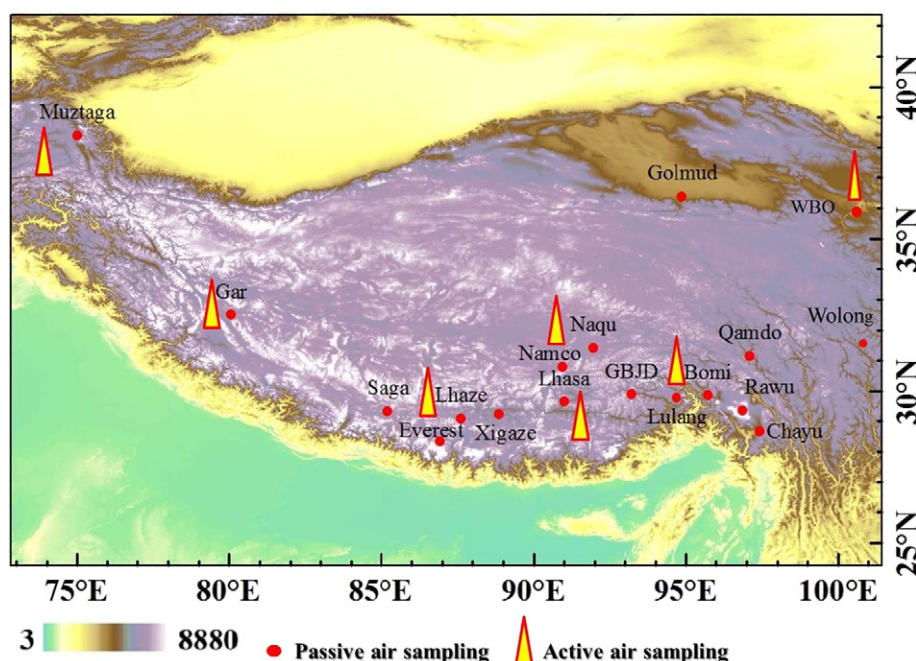 Muztaga
40°N
Golmud
WBO
35°N
Gar
Wolong
Naqu
Qamdo
Namco
GBJD
Bomi
Saga
Lhaze
Lhasa
Rawu
30°N
Everest
Xigaze
Lulang
Chayu
25°N
75°E
80°E
85°E
90°E
95°E
100°E
3
8880
Passive air sampling
Active air sampling